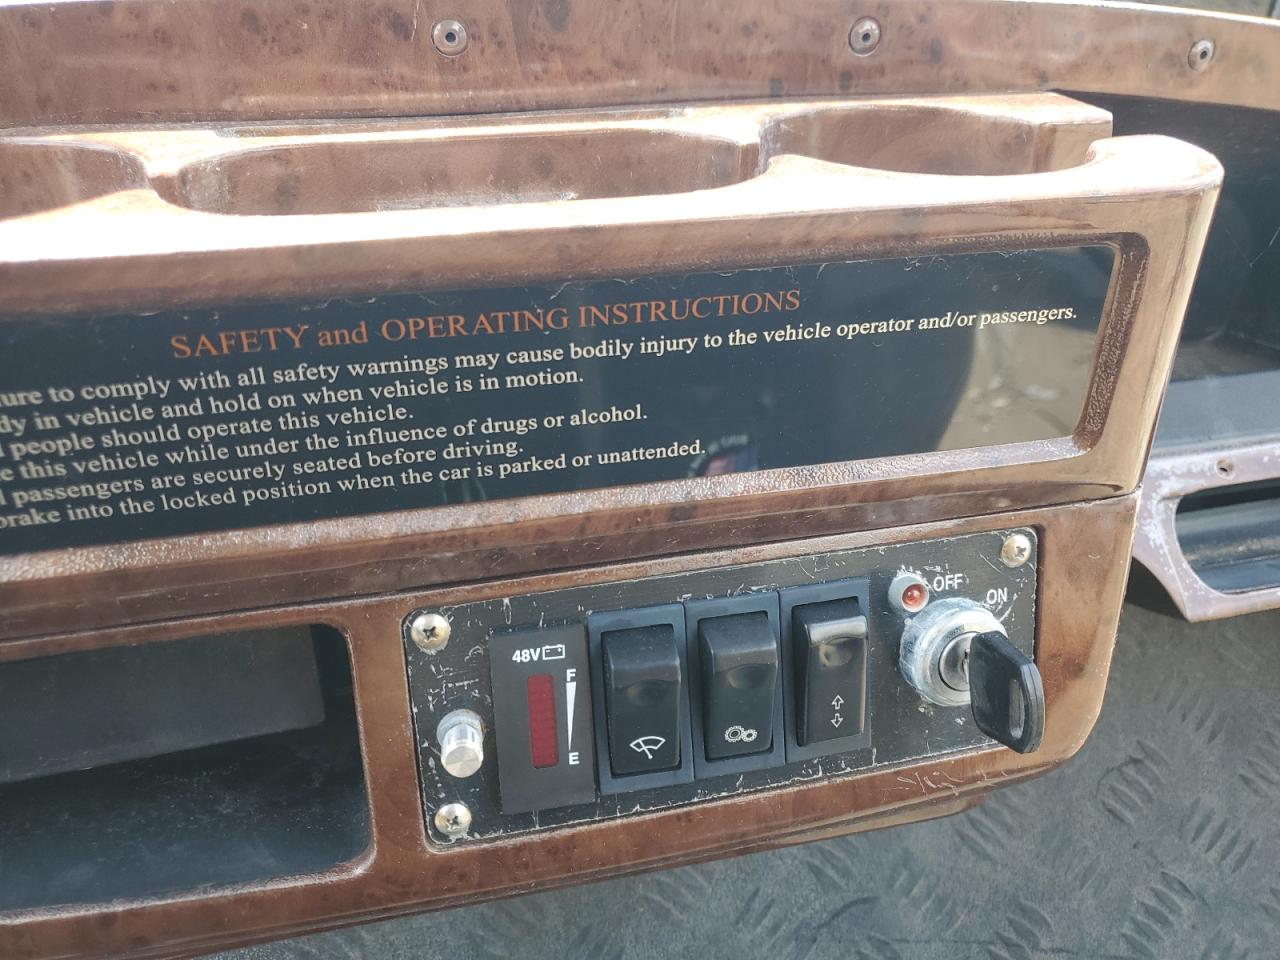 SAFETY and OPERATING INSTRUCTIONS
ure to comply with all safety warnings may cause bodily injury to the vehicle operator and/or passengers.
dy in vehicle and hold on when vehicle is in motion.
people should operate this vehicle.
e this vehicle while under the influence of drugs or alcohol.
l passengers are securely seated before driving.
brake into the locked position when the car is parked or unattended.
OFF
ON
48V
F
E